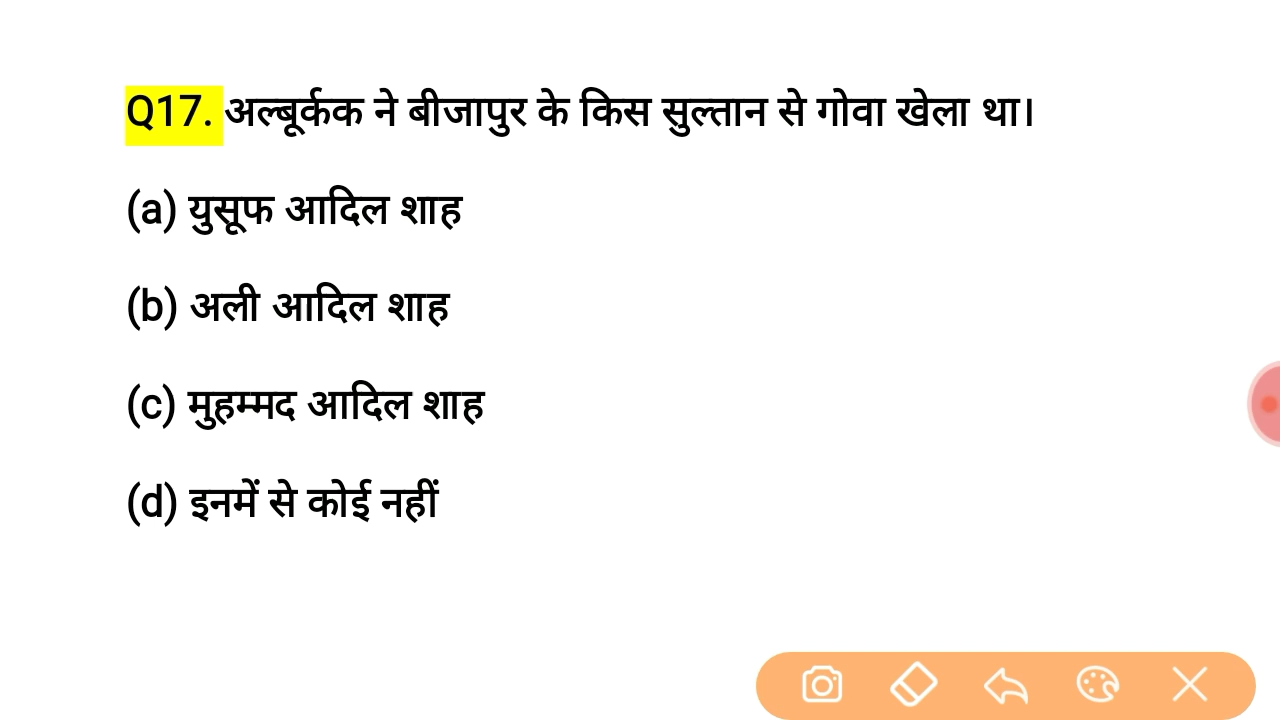 Q17. अल्बूर्कक ने बीजापुर के किस सुल्तान से गोवा खेला था।
(a) युसूफ आदिल शाह
(b) अली आदिल शाह
(c) मुहम्मद आदिल शाह
(d) इनमें से कोई नहीं